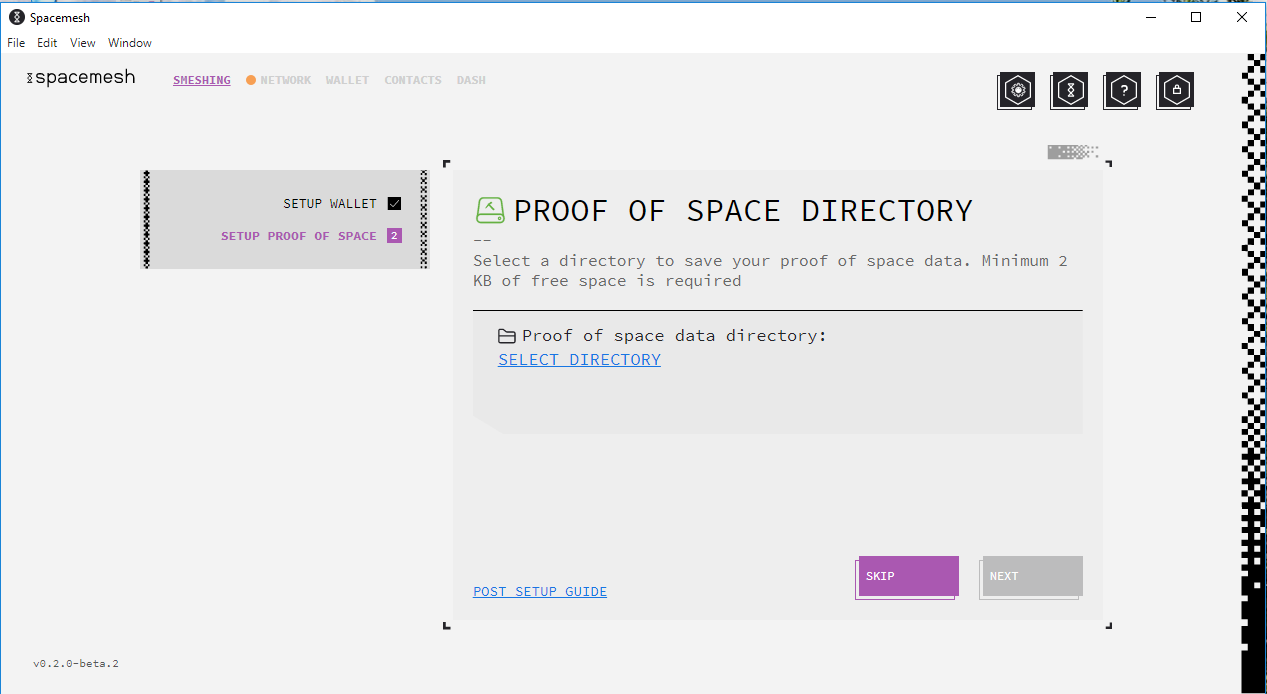 Spacemesh
File Edit View Window
spacemesh
SMESHING NETWORK WALLET CONTACTS DASH
?
SETUP WALLET
SETUP PROOF OF SPACE 2
PROOF OF SPACE DIRECTORY
--
Select a directory to save your proof of space data. Minimum 2
KB of free space is required
Proof of space data directory:
SELECT DIRECTORY
SKIP
NEXT
POST SETUP GUIDE
v0.2.0-beta.2